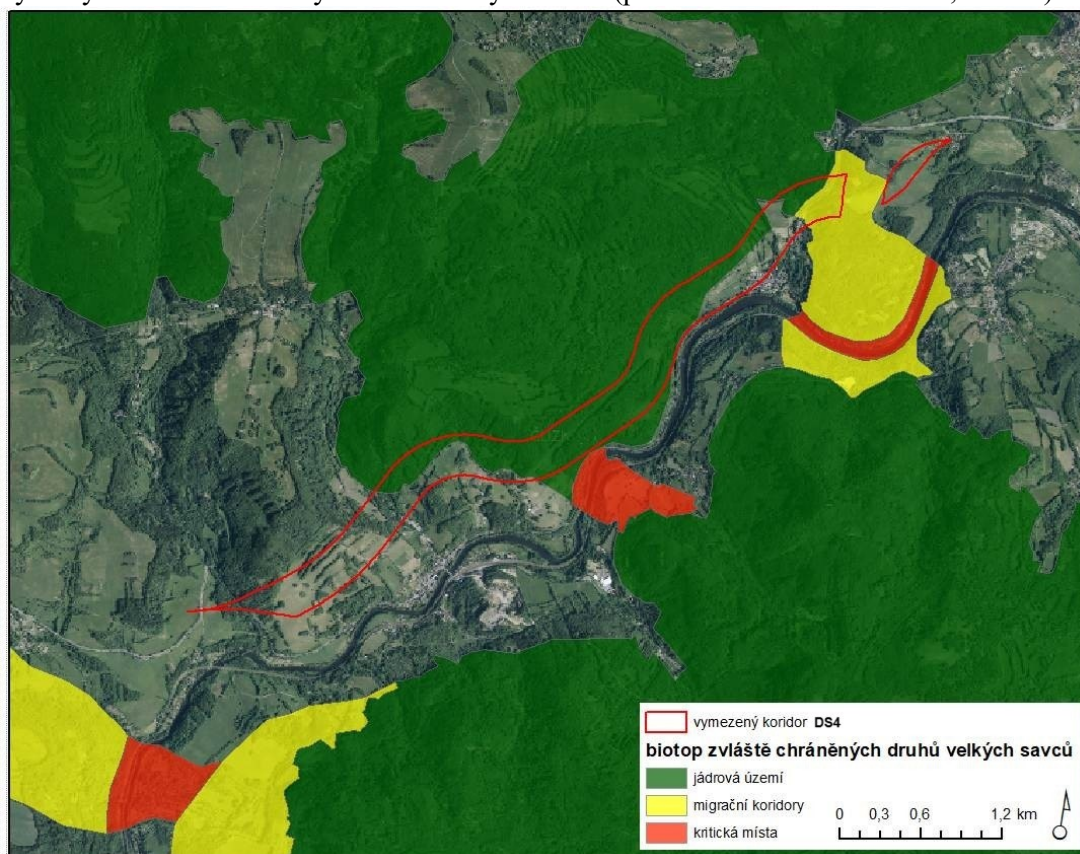 vymezený koridor DS4
biotop zvláště chráněných druhů velkých savců
jádrová území
migrační koridory
kritická místa
0 0,3 0,6 1,2 km